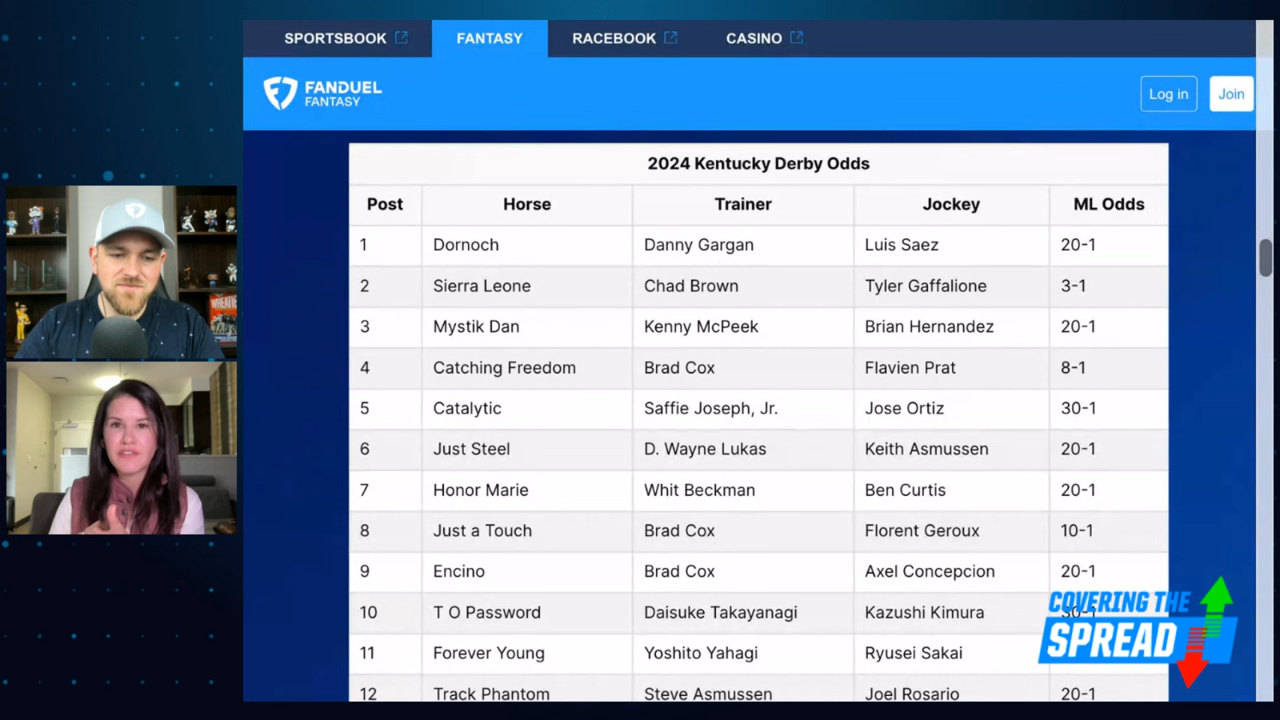 SPORTSBOOK FANTASY RACEBOOK CASINO
FANDUEL
FANTASY
Log in Join
2024 Kentucky Derby Odds
Post Horse Trainer Jockey ML Odds
1 Dornoch Danny Gargan Luis Saez 20-1
2 Sierra Leone Chad Brown Tyler Gaffalione 3-1
3 Mystik Dan Kenny McPeek Brian Hernandez 20-1
4 Catching Freedom Brad Cox Flavien Prat 8-1
5 Catalytic Saffie Joseph, Jr. Jose Ortiz 30-1
6 Just Steel D. Wayne Lukas Keith Asmussen 20-1
7 Honor Marie Whit Beckman Ben Curtis 20-1
8 Just a Touch Brad Cox Florent Geroux 10-1
9 Encino Brad Cox Axel Concepcion 20-1
10 T O Password Daisuke Takayanagi Kazushi Kimura
11 Forever Young Yoshito Yahagi Ryusei Sakai
12 Track Phantom Steve Asmussen Joel Rosario 20-1
COVERING THE
SPREAD
WHEATIES